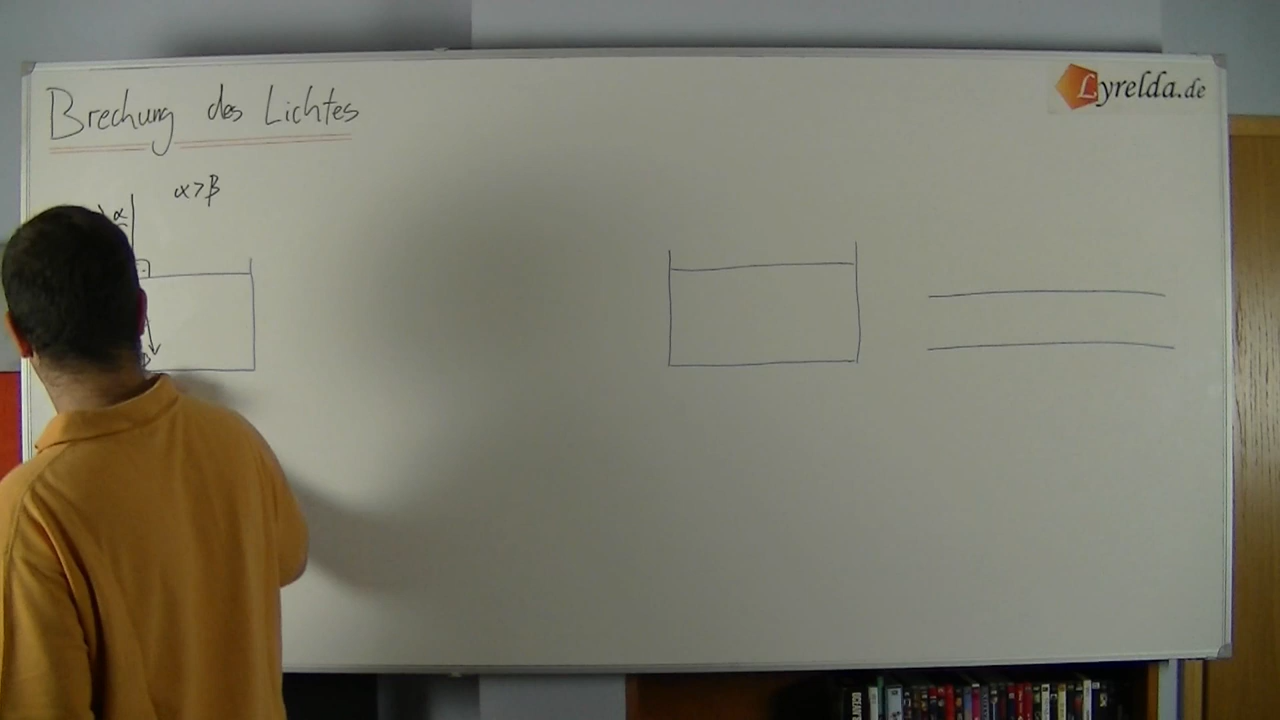 Brechung des Lichtes
Lyrelda.de
α>β
α